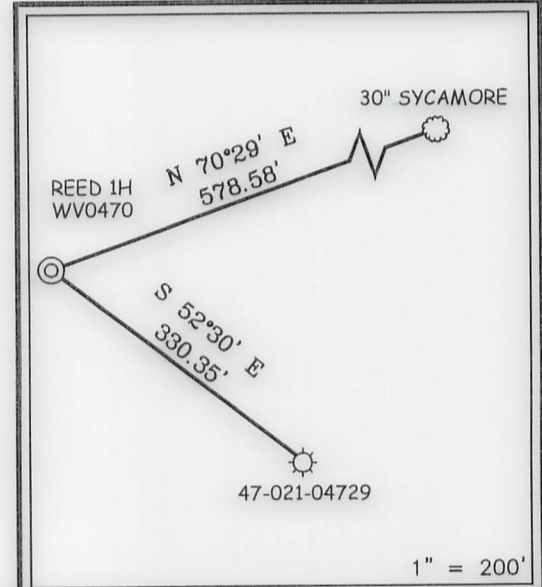 30" SYCAMORE
N 70°29' E
578.58'
REED 1H
WV0470
S 52°30' E
330.35'
47-021-04729
1" = 200'